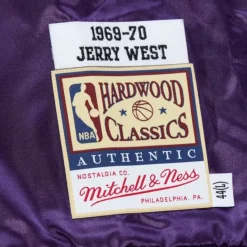 1969-70
JERRY WEST
NBA
HARDWOOD
CLASSICS
AUTHENTIC
NOSTALGIA CO.
Mitchell & Ness
PHILADELPHIA, PA.
44(L)